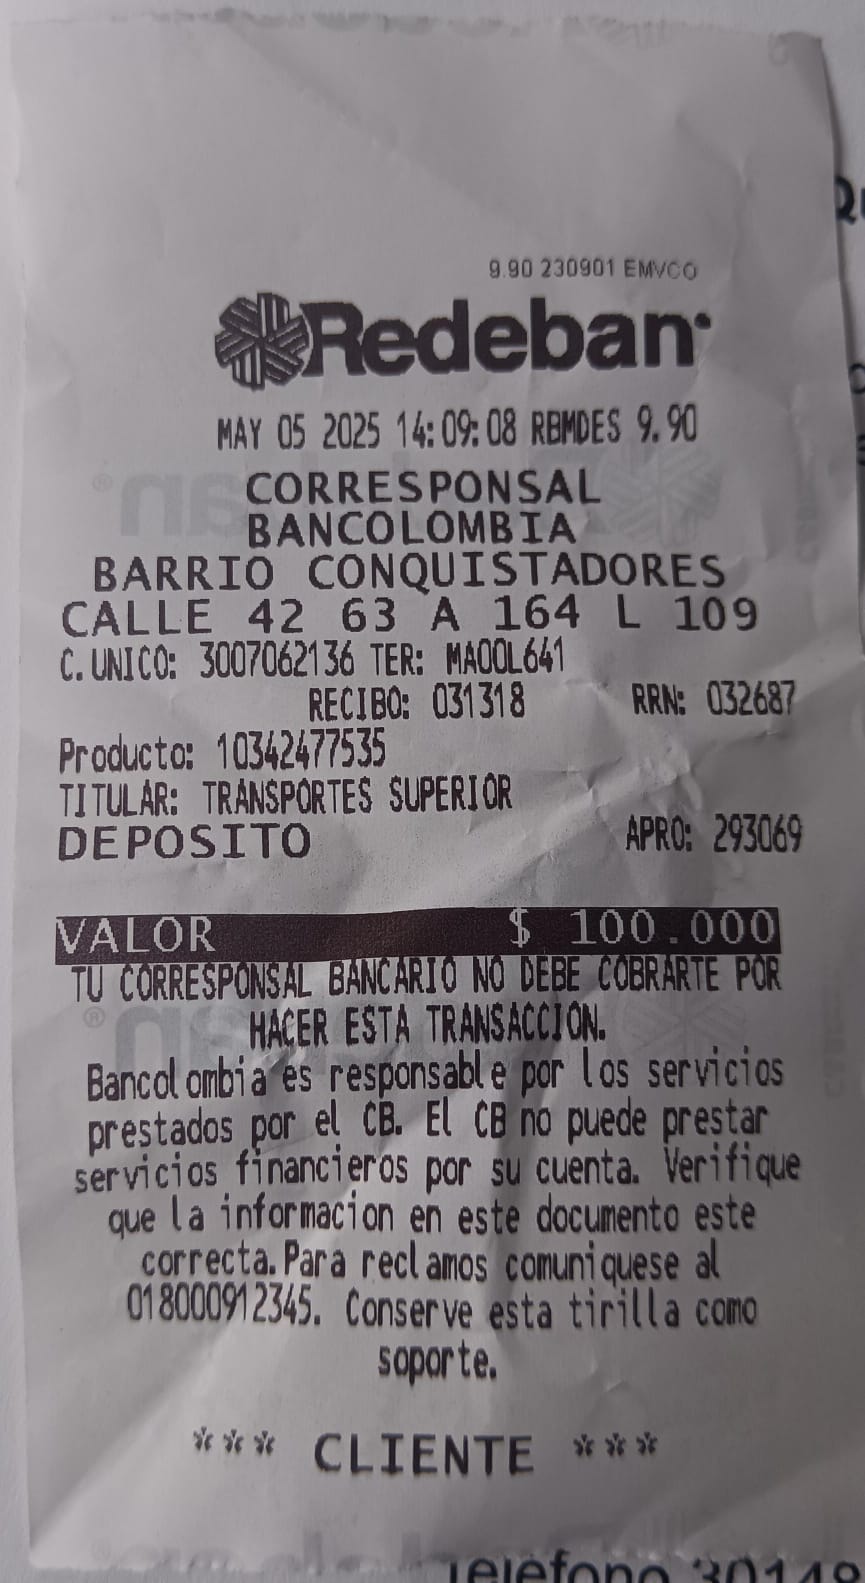 9.90 230901 EMVCO
Redeban
MAY 05 2025 14:09:08 RBMDES 9.90
CORRESPONSAL
BANCOLOMBIA
BARRIO CONQUISTADORES
CALLE 42 63 A 164 L 109
C. UNICO: 3007062136 TER: MA00L641
RECIBO: 031318 RRN: 032687
Producto: 10342477535
TITULAR: TRANSPORTES SUPERIOR
DEPOSITO APRO: 293069
VALOR $ 100.000
TU CORRESPONSAL BANCARIO NO DEBE COBRARTE POR
HACER ESTA TRANSACCIÓN.
Bancolombia es responsable por los servicios
prestados por el CB. El CB no puede prestar
servicios financieros por su cuenta. Verifique
que la informacion en este documento este
correcta. Para reclamos comuniquese al
018000912345. Conserve esta tirilla como
soporte.
*** CLIENTE ***
Teléfono 30148